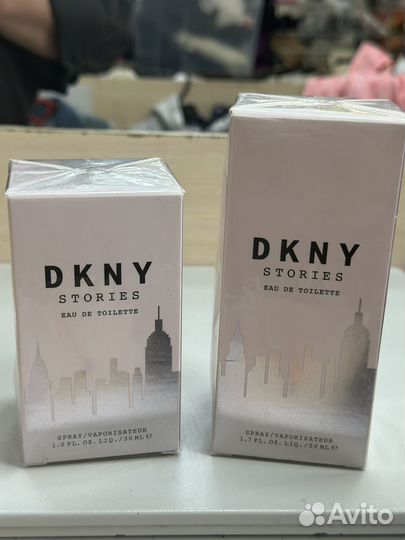 DKNY
STORIES
EAU DE TOILETTE
SPRAY/VAPORISATEUR
1.0 FL. OZ. LIQ./30 ML ℮
DKNY
STORIES
EAU DE TOILETTE
SPRAY/VAPORISATEUR
1.7 FL. OZ. LIQ./50 ML ℮
Avito